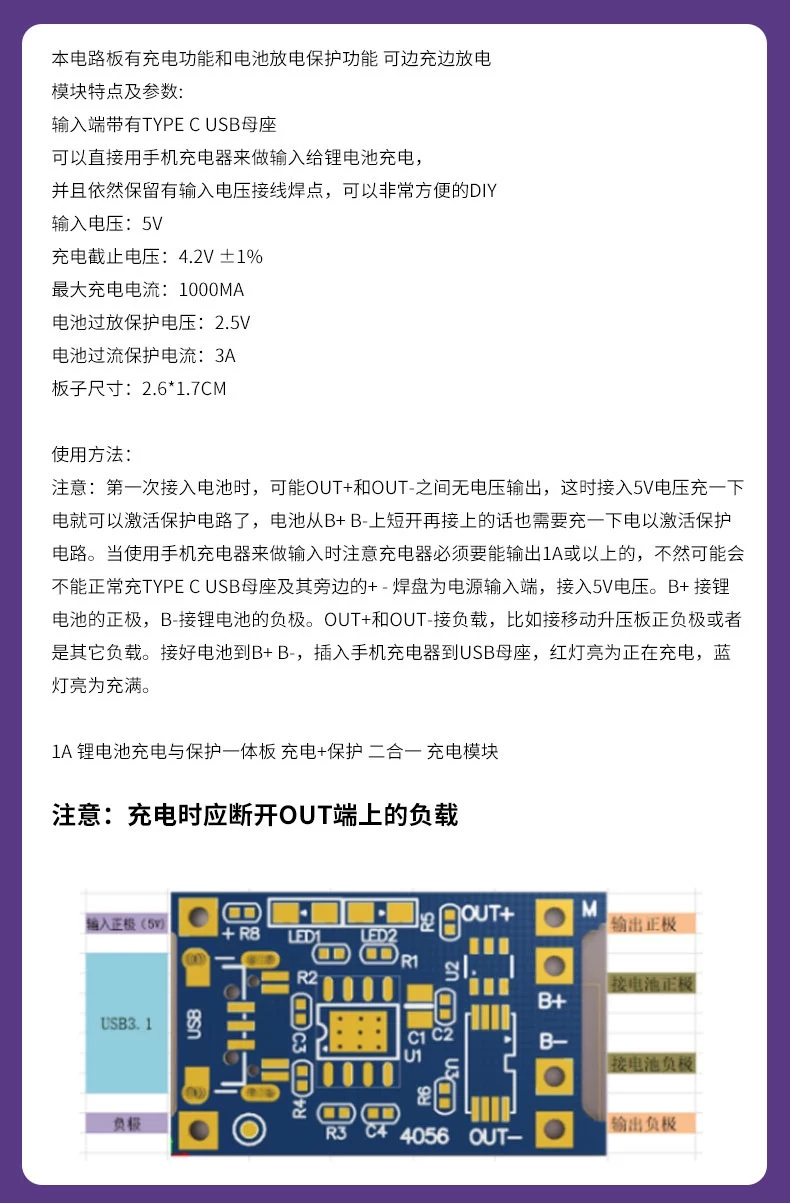 本电路板有充电功能和电池放电保护功能 可边充边放电
模块特点及参数:
输入端带有TYPE C USB母座
可以直接用手机充电器来做输入给锂电池充电，
并且依然保留有输入电压接线焊点，可以非常方便的DIY
输入电压：5V
充电截止电压：4.2V ±1%
最大充电电流：1000MA
电池过放保护电压：2.5V
电池过流保护电流：3A
板子尺寸：2.6*1.7CM
使用方法：
注意：第一次接入电池时，可能OUT+和OUT-之间无电压输出，这时接入5V电压充一下
电就可以激活保护电路了，电池从B+ B-上短开再接上的话也需要充一下电以激活保护
电路。当使用手机充电器来做输入时注意充电器必须要能输出1A或以上的，不然可能会
不能正常充TYPE C USB母座及其旁边的+ - 焊盘为电源输入端，接入5V电压。B+ 接锂
电池的正极，B-接锂电池的负极。OUT+和OUT-接负载，比如接移动升压板正负极或者
是其它负载。接好电池到B+ B-，插入手机充电器到USB母座，红灯亮为正在充电，蓝
灯亮为充满。
1A 锂电池充电与保护一体板 充电+保护 二合一 充电模块
注意：充电时应断开OUT端上的负载
输入正极（5V）
+ R8
LED1
LED2
R5
OUT+
M
输出正极
R1
R2
U2
接电池正极
B+
USB3.1
USB
C3
C1
C2
U1
B-
U3
接电池负极
R4
R6
负极
R3
C4
4056
OUT-
输出负极